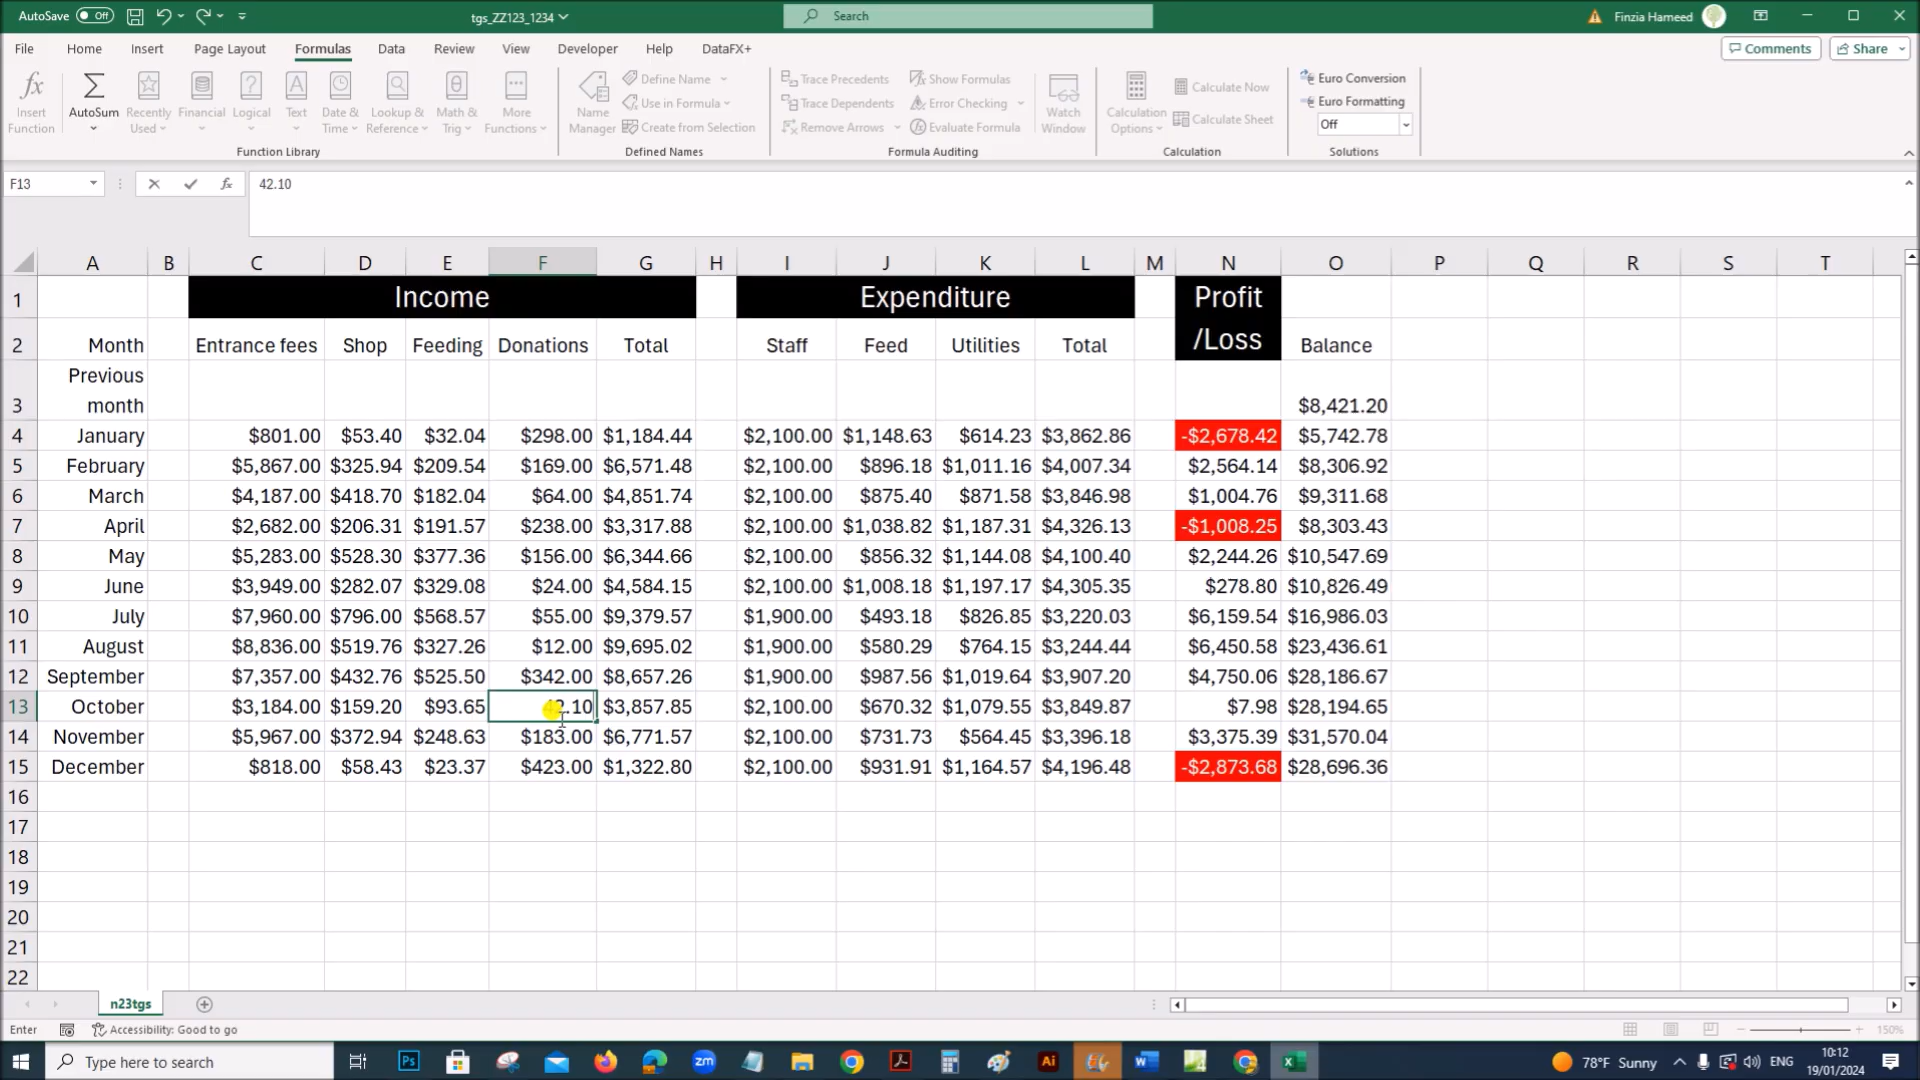 AutoSave Off tgs_ZZ123_1234 Search Finzia Hameed
File Home Insert Page Layout Formulas Data Review View Developer Help DataFX+ Comments Share
Insert Function AutoSum Recently Used Financial Logical Text Date & Time Lookup & Reference Math & Trig More Functions
Function Library
Name Manager Define Name Use in Formula Create from Selection
Defined Names
Trace Precedents Trace Dependents Remove Arrows Show Formulas Error Checking Evaluate Formula Watch Window
Formula Auditing
Calculation Options Calculate Now Calculate Sheet
Calculation
Euro Conversion
Euro Formatting
Off
Solutions
F13 fx 42.10
A B C D E F G H I J K L M N O P Q R S T
1 Income Expenditure Profit
2 Month Entrance fees Shop Feeding Donations Total Staff Feed Utilities Total /Loss Balance
Previous
3 month $8,421.20
4 January $801.00 $53.40 $32.04 $298.00 $1,184.44 $2,100.00 $1,148.63 $614.23 $3,862.86 -$2,678.42 $5,742.78
5 February $5,867.00 $325.94 $209.54 $169.00 $6,571.48 $2,100.00 $896.18 $1,011.16 $4,007.34 $2,564.14 $8,306.92
6 March $4,187.00 $418.70 $182.04 $64.00 $4,851.74 $2,100.00 $875.40 $871.58 $3,846.98 $1,004.76 $9,311.68
7 April $2,682.00 $206.31 $191.57 $238.00 $3,317.88 $2,100.00 $1,038.82 $1,187.31 $4,326.13 -$1,008.25 $8,303.43
8 May $5,283.00 $528.30 $377.36 $156.00 $6,344.66 $2,100.00 $856.32 $1,144.08 $4,100.40 $2,244.26 $10,547.69
9 June $3,949.00 $282.07 $329.08 $24.00 $4,584.15 $2,100.00 $1,008.18 $1,197.17 $4,305.35 $278.80 $10,826.49
10 July $7,960.00 $796.00 $568.57 $55.00 $9,379.57 $1,900.00 $493.18 $826.85 $3,220.03 $6,159.54 $16,986.03
11 August $8,836.00 $519.76 $327.26 $12.00 $9,695.02 $1,900.00 $580.29 $764.15 $3,244.44 $6,450.58 $23,436.61
12 September $7,357.00 $432.76 $525.50 $342.00 $8,657.26 $1,900.00 $987.56 $1,019.64 $3,907.20 $4,750.06 $28,186.67
13 October $3,184.00 $159.20 $93.65 42.10 $3,857.85 $2,100.00 $670.32 $1,079.55 $3,849.87 $7.98 $28,194.65
14 November $5,967.00 $372.94 $248.63 $183.00 $6,771.57 $2,100.00 $731.73 $564.45 $3,396.18 $3,375.39 $31,570.04
15 December $818.00 $58.43 $23.37 $423.00 $1,322.80 $2,100.00 $931.91 $1,164.57 $4,196.48 -$2,873.68 $28,696.36
16
17
18
19
20
21
22
n23tgs
Enter Accessibility: Good to go 150%
Type here to search Ps zm Ai 78°F Sunny ENG 10:12
19/01/2024